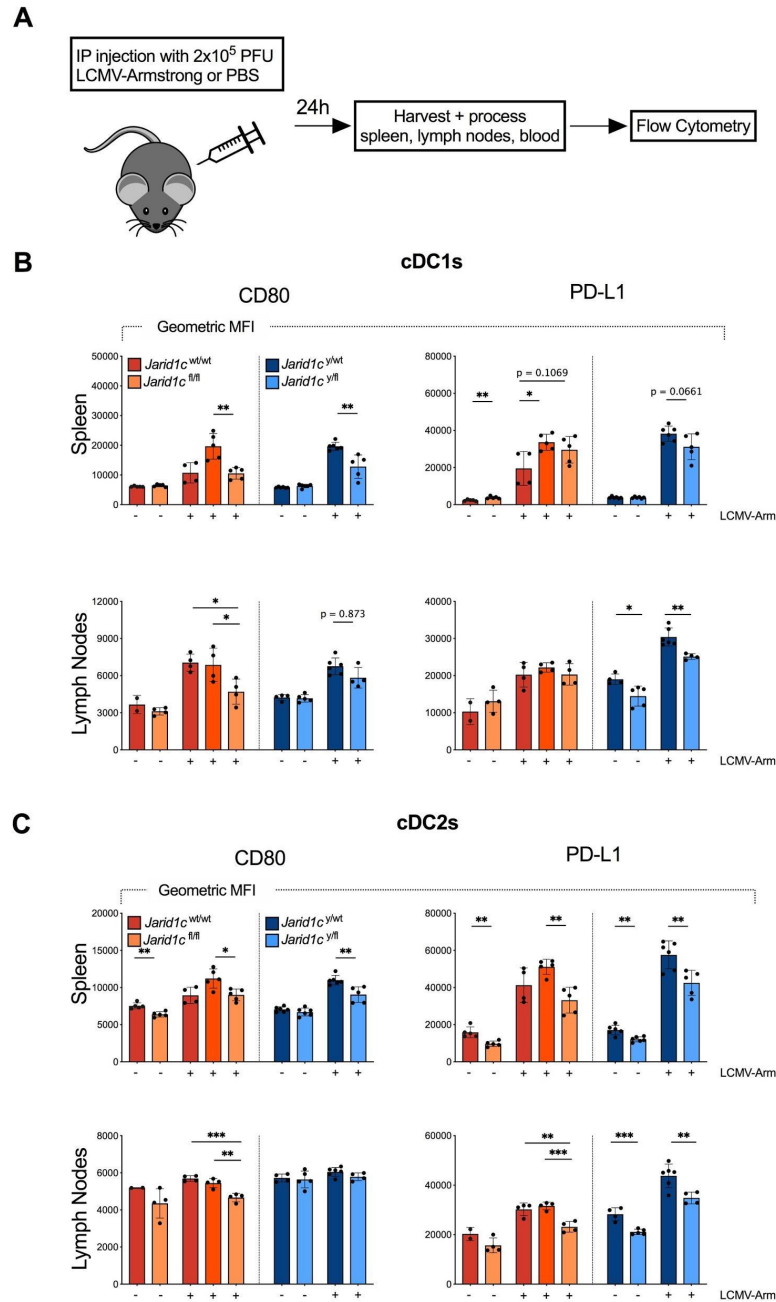 A
IP injection with 2x10⁵ PFU
LCMV-Armstrong or PBS
24h
Harvest + process
spleen, lymph nodes, blood
Flow Cytometry
B
cDC1s
CD80
PD-L1
Geometric MFI
Spleen
50000
40000
30000
20000
10000
0
Jarid1c wt/wt
Jarid1c fl/fl
Jarid1c y/wt
Jarid1c y/fl
**
**
- - + + + - - + +
80000
60000
40000
20000
0
**
*
p = 0.1069
p = 0.0661
- - + + + - - + +
LCMV-Arm
Lymph Nodes
12000
9000
6000
3000
0
*
*
p = 0.873
- - + + + - - + +
40000
30000
20000
10000
0
*
**
- - + + + - - + +
LCMV-Arm
C
cDC2s
CD80
PD-L1
Geometric MFI
Spleen
20000
15000
10000
5000
0
Jarid1c wt/wt
Jarid1c fl/fl
Jarid1c y/wt
Jarid1c y/fl
**
*
**
- - + + + - - + +
80000
60000
40000
20000
0
**
**
**
**
- - + + + - - + +
LCMV-Arm
Lymph Nodes
8000
6000
4000
2000
0
***
**
- - + + + - - + +
60000
40000
20000
0
**
***
***
**
- - + + + - - + +
LCMV-Arm